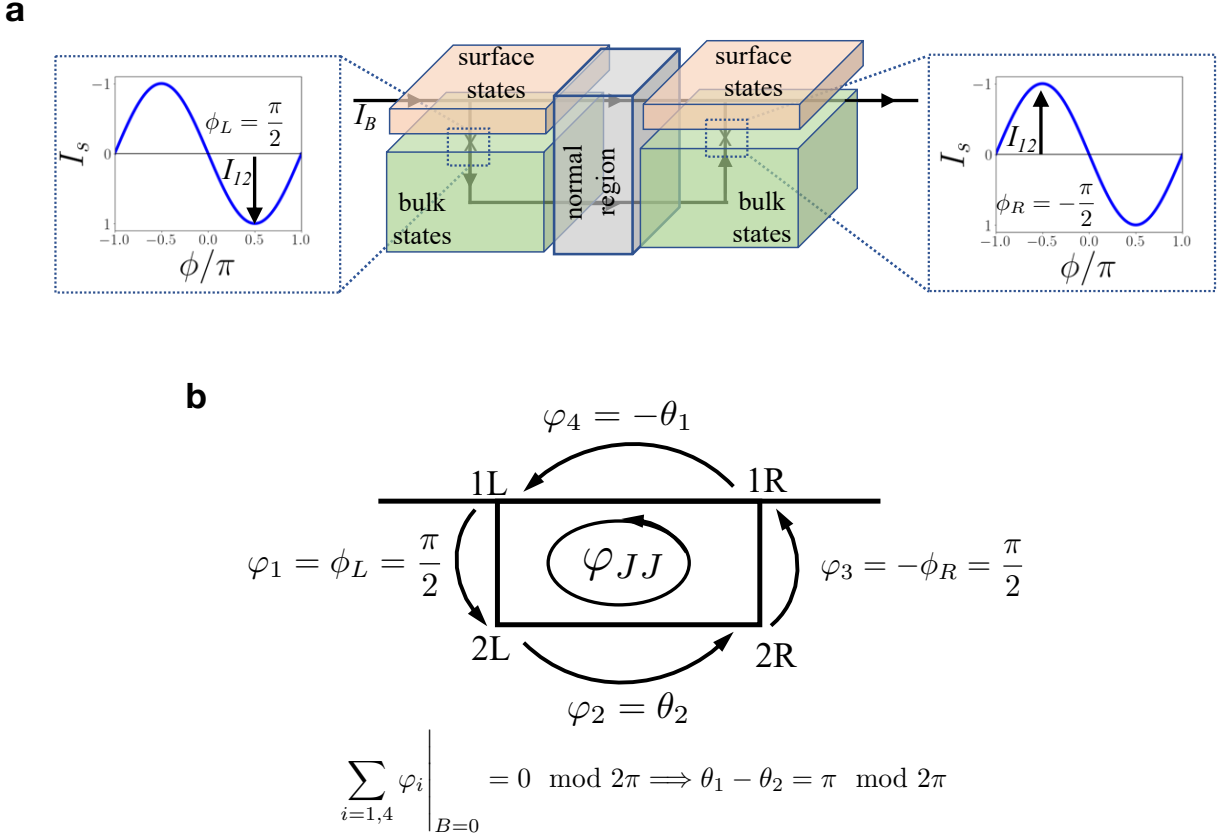 a
surface
states
surface
states
I_B
bulk
states
normal
region
bulk
states
−1
0
1
I_s
ϕ_L = π/2
I_12
−1.0 −0.5 0.0 0.5 1.0
ϕ/π
−1
0
1
I_s
I_12
ϕ_R = −π/2
−1.0 −0.5 0.0 0.5 1.0
ϕ/π
b
φ_4 = −θ_1
1L
1R
φ_1 = ϕ_L = π/2
φ_JJ
φ_3 = −ϕ_R = π/2
2L
2R
φ_2 = θ_2
∑_{i=1,4} φ_i |_{B=0} = 0 mod 2π ⟹ θ_1 − θ_2 = π mod 2π